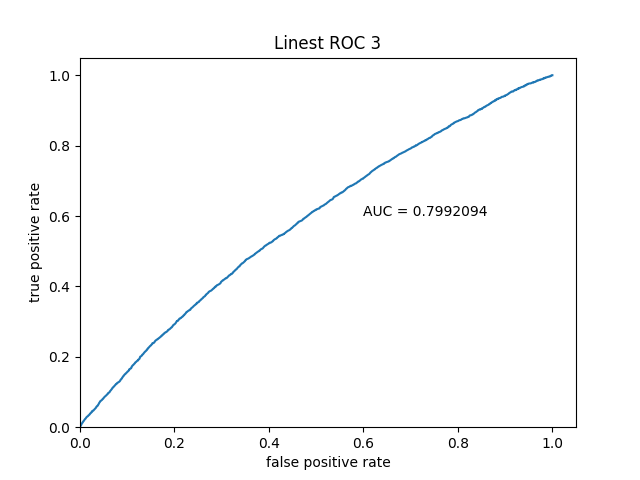 Linest ROC 3
1.0
0.8
0.6
0.4
0.2
0.0
true positive rate
AUC = 0.7992094
0.0 0.2 0.4 0.6 0.8 1.0
false positive rate